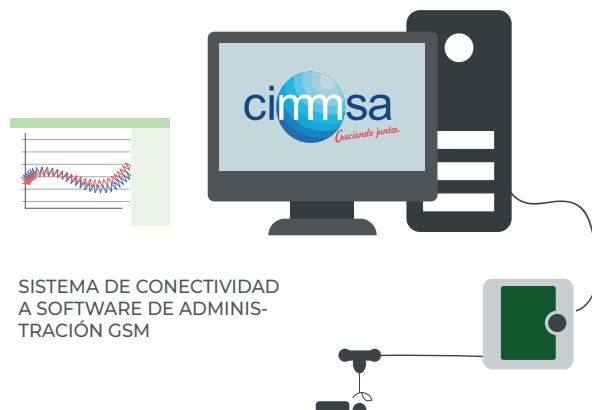 cimmsa
Creciendo juntos.
SISTEMA DE CONECTIVIDAD
A SOFTWARE DE ADMINIS-
TRACIÓN GSM